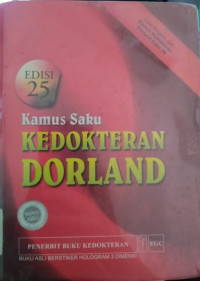 EDISI
25
Kamus Saku
KEDOKTERAN
DORLAND
PENERBIT BUKU KEDOKTERAN EGC
BUKU ASLI BERSTIKER HOLOGRAM 3 DIMENSI